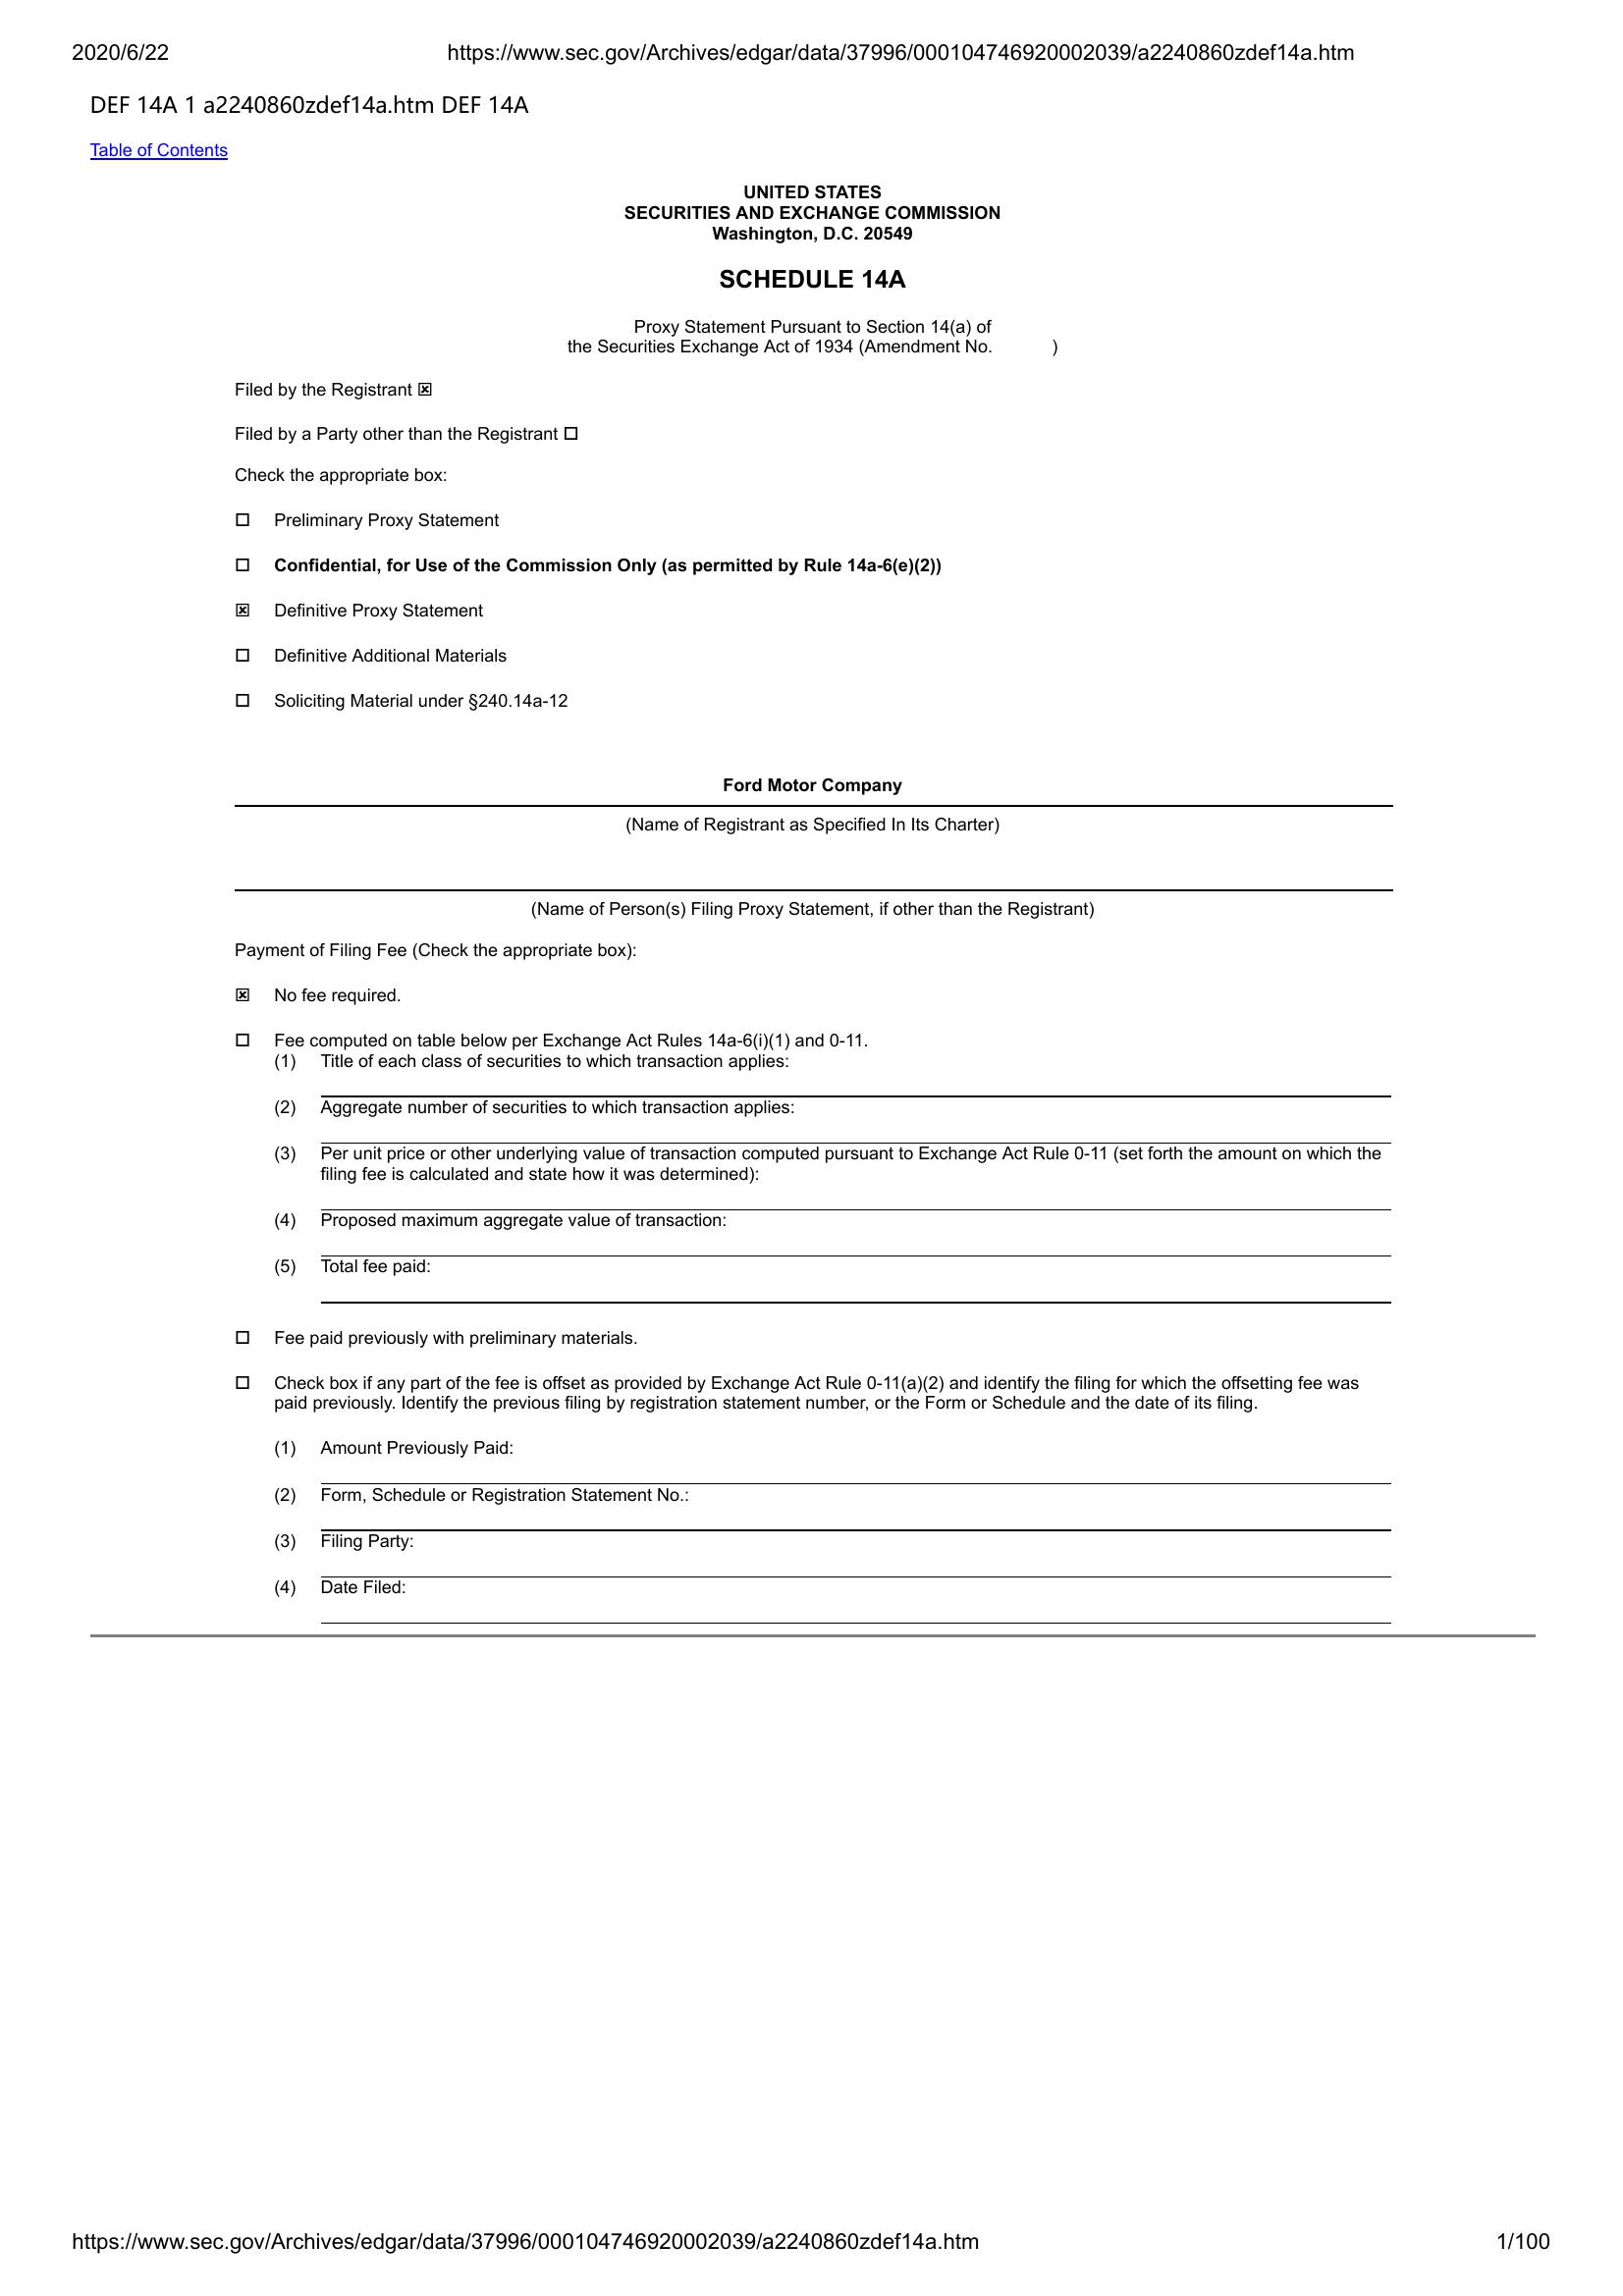 2020/6/22 https://www.sec.gov/Archives/edgar/data/37996/000104746920002039/a2240860zdef14a.htm
DEF 14A 1 a2240860zdef14a.htm DEF 14A
Table of Contents
UNITED STATES
SECURITIES AND EXCHANGE COMMISSION
Washington, D.C. 20549
SCHEDULE 14A
Proxy Statement Pursuant to Section 14(a) of
the Securities Exchange Act of 1934 (Amendment No. )
Filed by the Registrant ☒
Filed by a Party other than the Registrant ☐
Check the appropriate box:
☐ Preliminary Proxy Statement
☐ Confidential, for Use of the Commission Only (as permitted by Rule 14a-6(e)(2))
☒ Definitive Proxy Statement
☐ Definitive Additional Materials
☐ Soliciting Material under §240.14a-12
Ford Motor Company
(Name of Registrant as Specified In Its Charter)
(Name of Person(s) Filing Proxy Statement, if other than the Registrant)
Payment of Filing Fee (Check the appropriate box):
☒ No fee required.
☐ Fee computed on table below per Exchange Act Rules 14a-6(i)(1) and 0-11.
(1) Title of each class of securities to which transaction applies:
(2) Aggregate number of securities to which transaction applies:
(3) Per unit price or other underlying value of transaction computed pursuant to Exchange Act Rule 0-11 (set forth the amount on which the
filing fee is calculated and state how it was determined):
(4) Proposed maximum aggregate value of transaction:
(5) Total fee paid:
☐ Fee paid previously with preliminary materials.
☐ Check box if any part of the fee is offset as provided by Exchange Act Rule 0-11(a)(2) and identify the filing for which the offsetting fee was
paid previously. Identify the previous filing by registration statement number, or the Form or Schedule and the date of its filing.
(1) Amount Previously Paid:
(2) Form, Schedule or Registration Statement No.:
(3) Filing Party:
(4) Date Filed:
https://www.sec.gov/Archives/edgar/data/37996/000104746920002039/a2240860zdef14a.htm 1/100